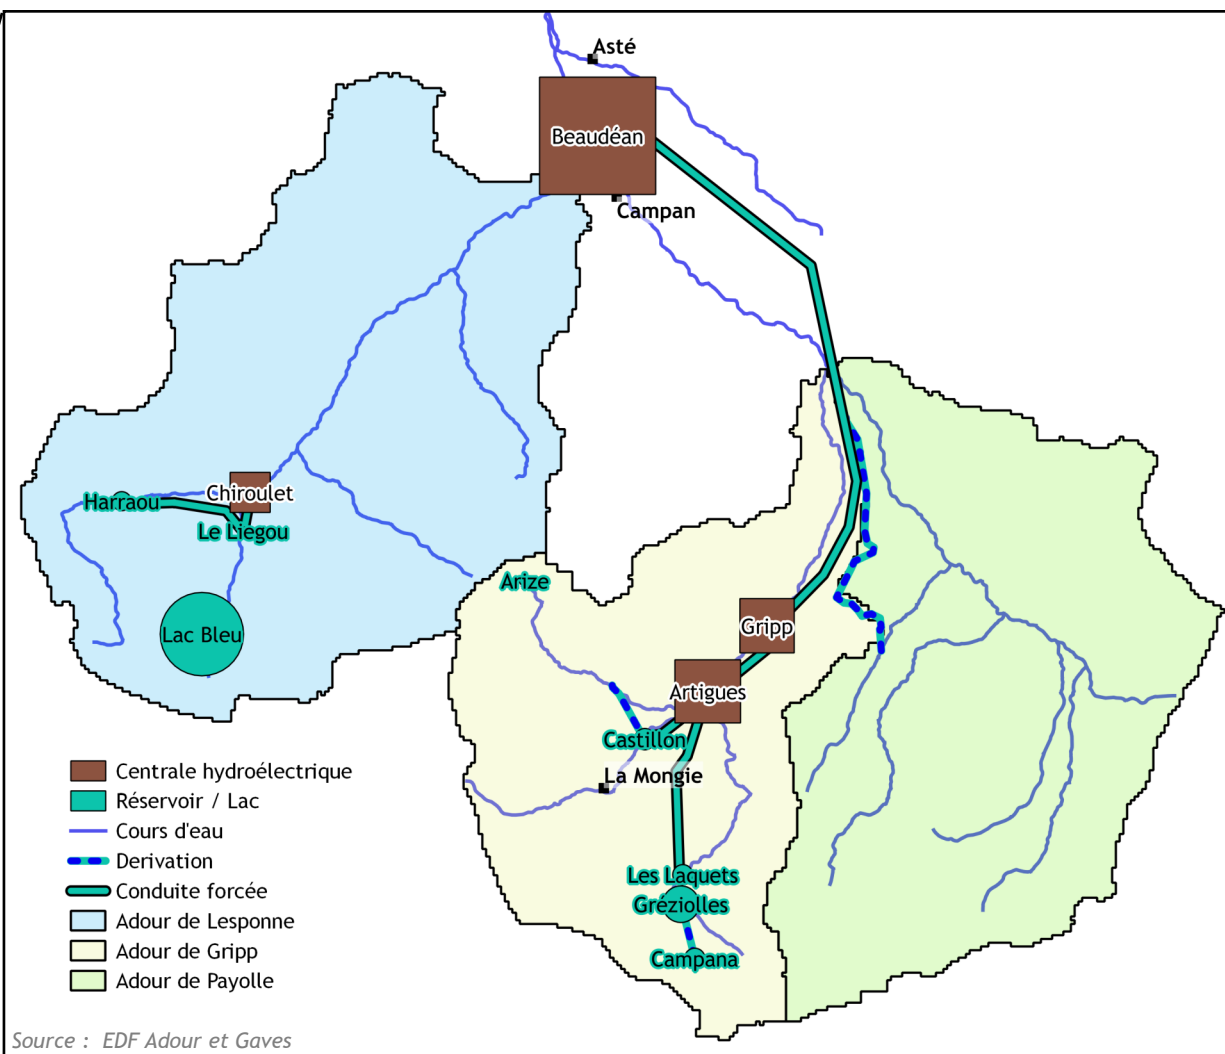 Asté
Beaudéan
Campan
Chiroulet
Harraou
Le Liegou
Arize
Lac Bleu
Gripp
Artigues
Castillon
La Mongie
Les Laquets
Gréziolles
Campana
Centrale hydroélectrique
Réservoir / Lac
Cours d'eau
Derivation
Conduite forcée
Adour de Lesponne
Adour de Gripp
Adour de Payolle
Source : EDF Adour et Gaves